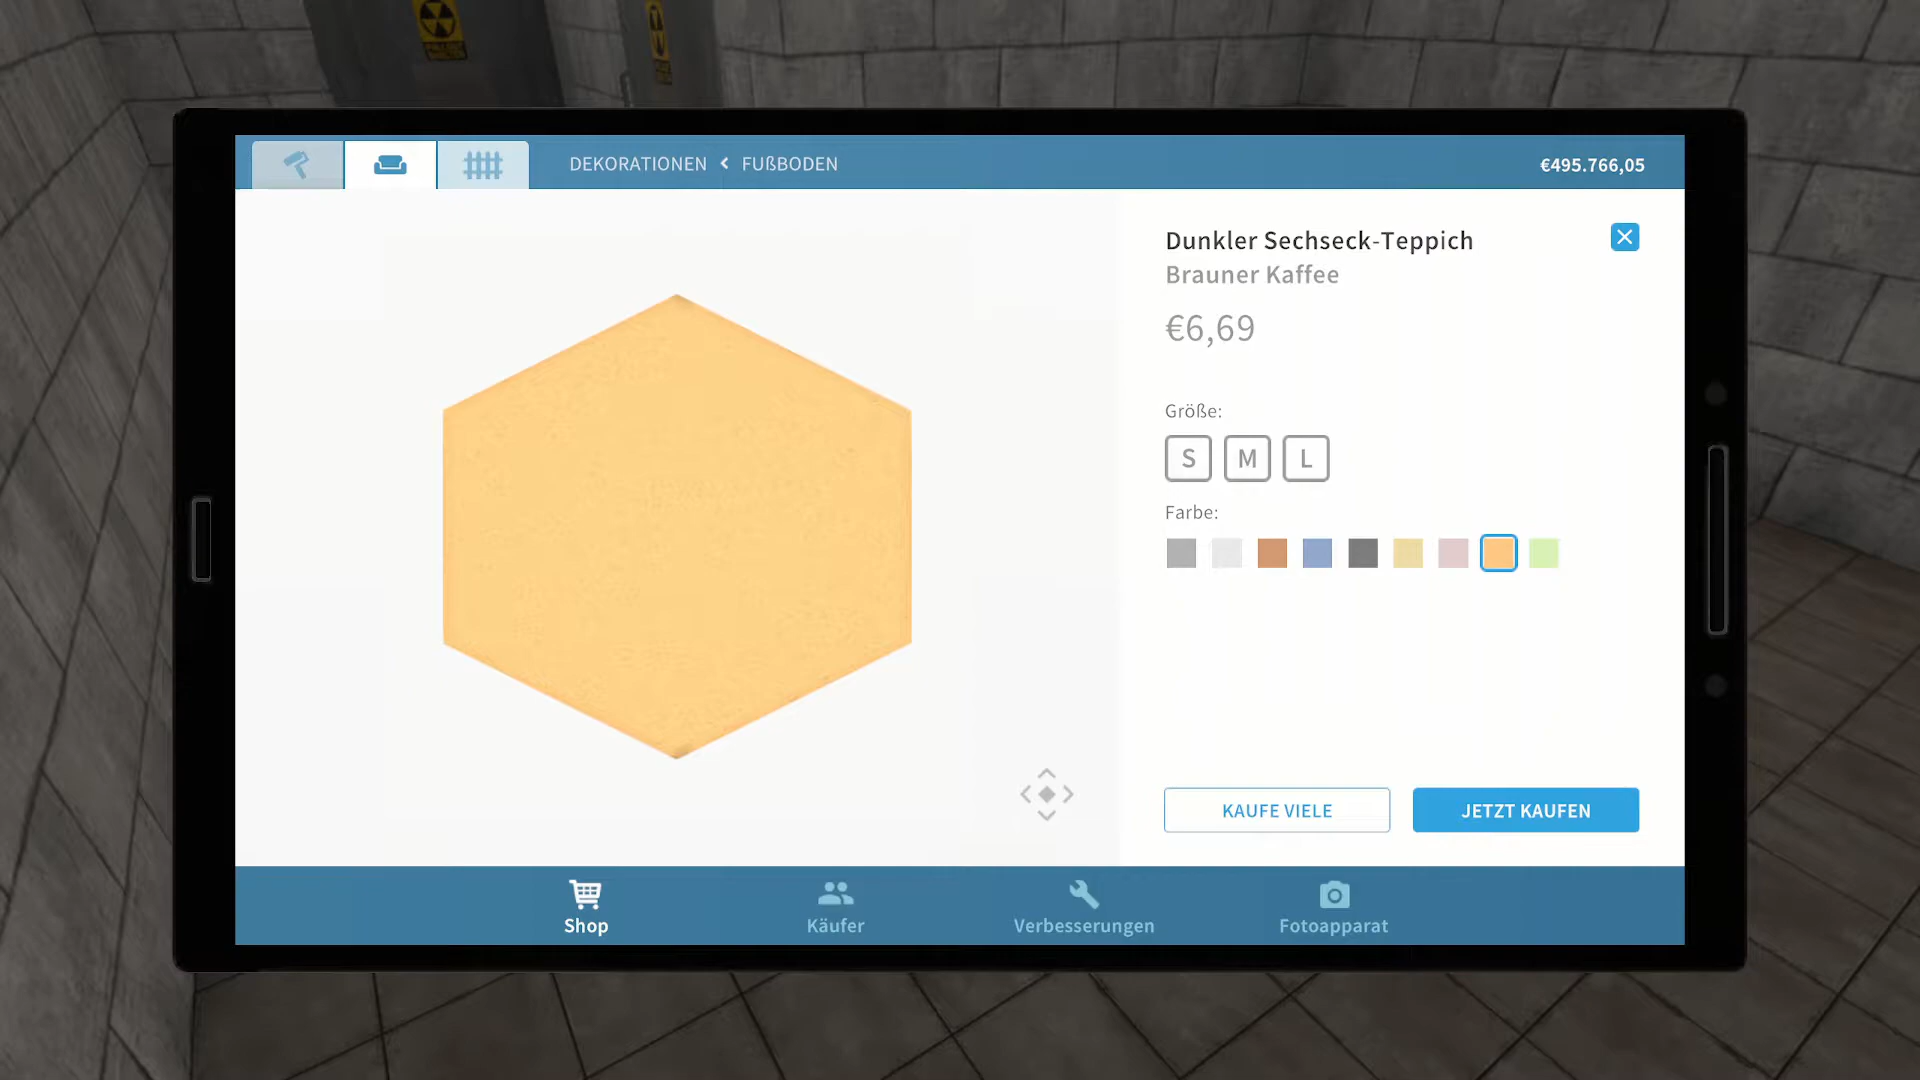 DEKORATIONEN < FUßBODEN
€495.766,05
Dunkler Sechseck-Teppich
Brauner Kaffee
€6,69
Größe:
S M L
Farbe:
KAUFE VIELE
JETZT KAUFEN
Shop
Käufer
Verbesserungen
Fotoapparat